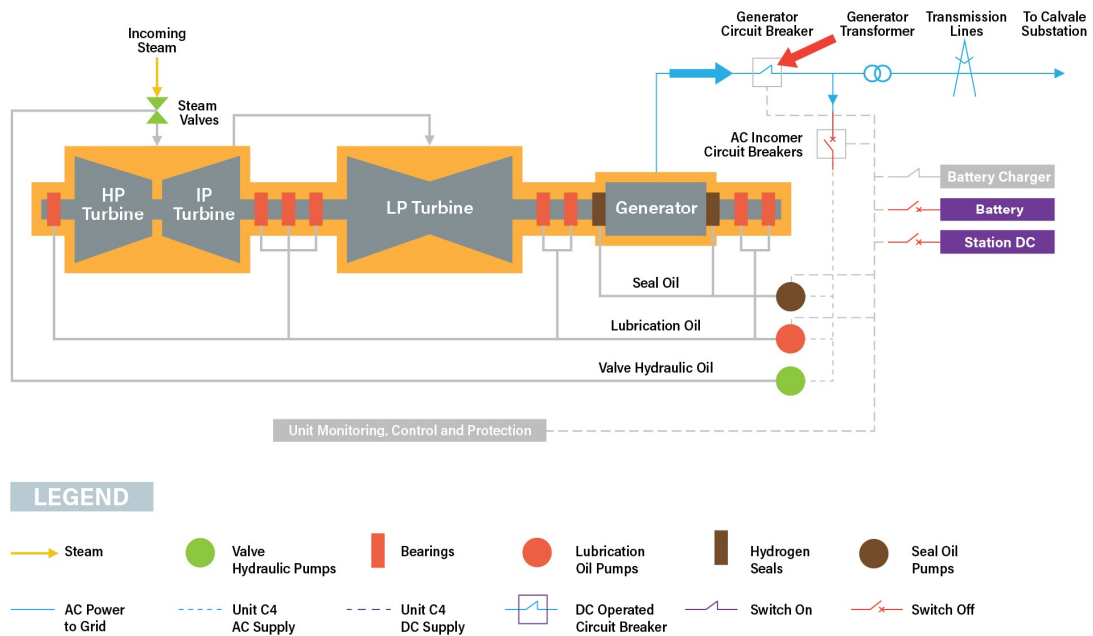 Generator
Circuit Breaker
Generator
Transformer
Transmission
Lines
To Calvale
Substation
Incoming
Steam
Steam
Valves
AC Incomer
Circuit Breakers
Battery Charger
Battery
Station DC
HP
Turbine
IP
Turbine
LP Turbine
Generator
Seal Oil
Lubrication Oil
Valve Hydraulic Oil
Unit Monitoring, Control and Protection
LEGEND
Steam
Valve
Hydraulic Pumps
Bearings
Lubrication
Oil Pumps
Hydrogen
Seals
Seal Oil
Pumps
AC Power
to Grid
Unit C4
AC Supply
Unit C4
DC Supply
DC Operated
Circuit Breaker
Switch On
Switch Off